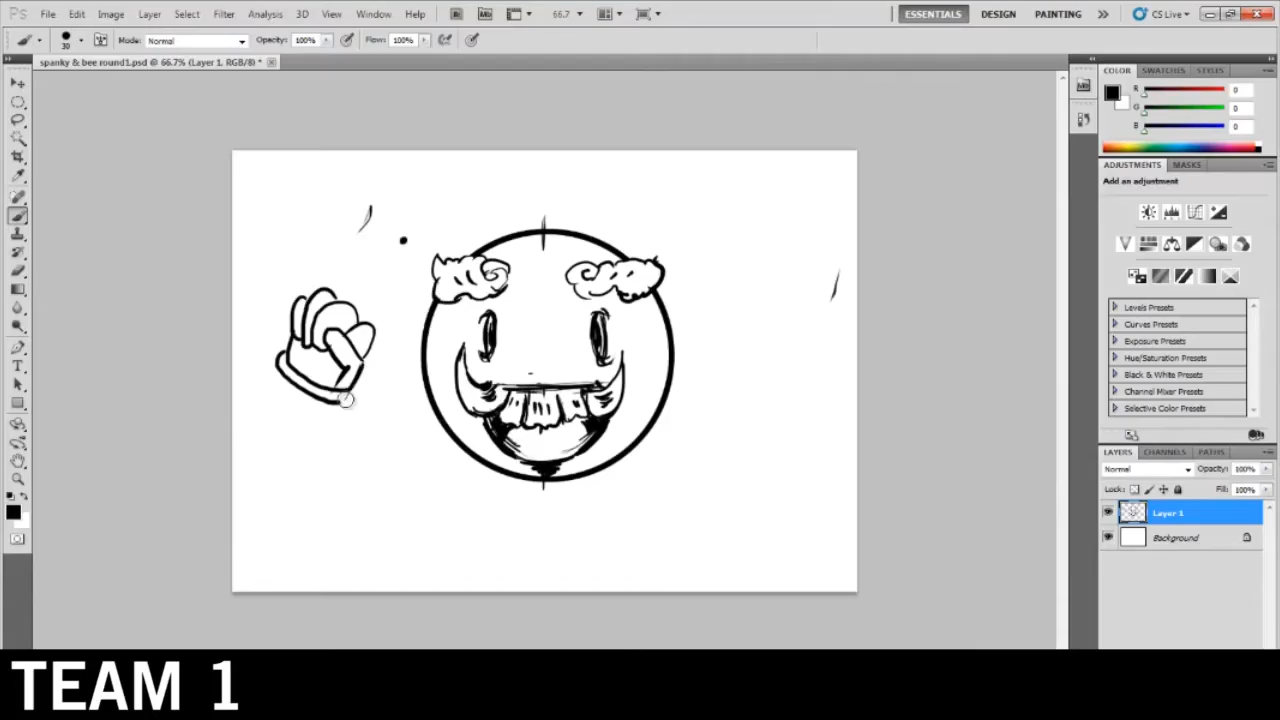 Ps File Edit Image Layer Select Filter Analysis 3D View Window Help Br Mb 66.7 ESSENTIALS DESIGN PAINTING CS Live
30 Mode: Normal Opacity: 100% Flow: 100%
spanky & bee round1.psd @ 66.7% (Layer 1, RGB/8) *
COLOR SWATCHES STYLES
R 0
G 0
B 0
ADJUSTMENTS MASKS
Add an adjustment
Levels Presets
Curves Presets
Exposure Presets
Hue/Saturation Presets
Black & White Presets
Channel Mixer Presets
Selective Color Presets
LAYERS CHANNELS PATHS
Normal Opacity: 100%
Lock: Fill: 100%
Layer 1
Background
TEAM 1